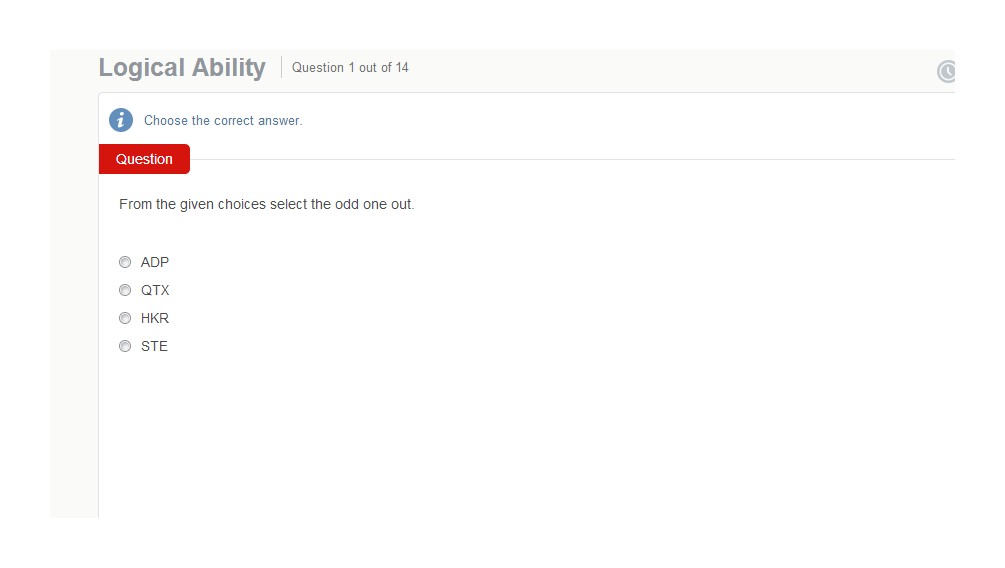 Logical Ability
Question 1 out of 14
Choose the correct answer.
Question
From the given choices select the odd one out.
ADP
QTX
HKR
STE